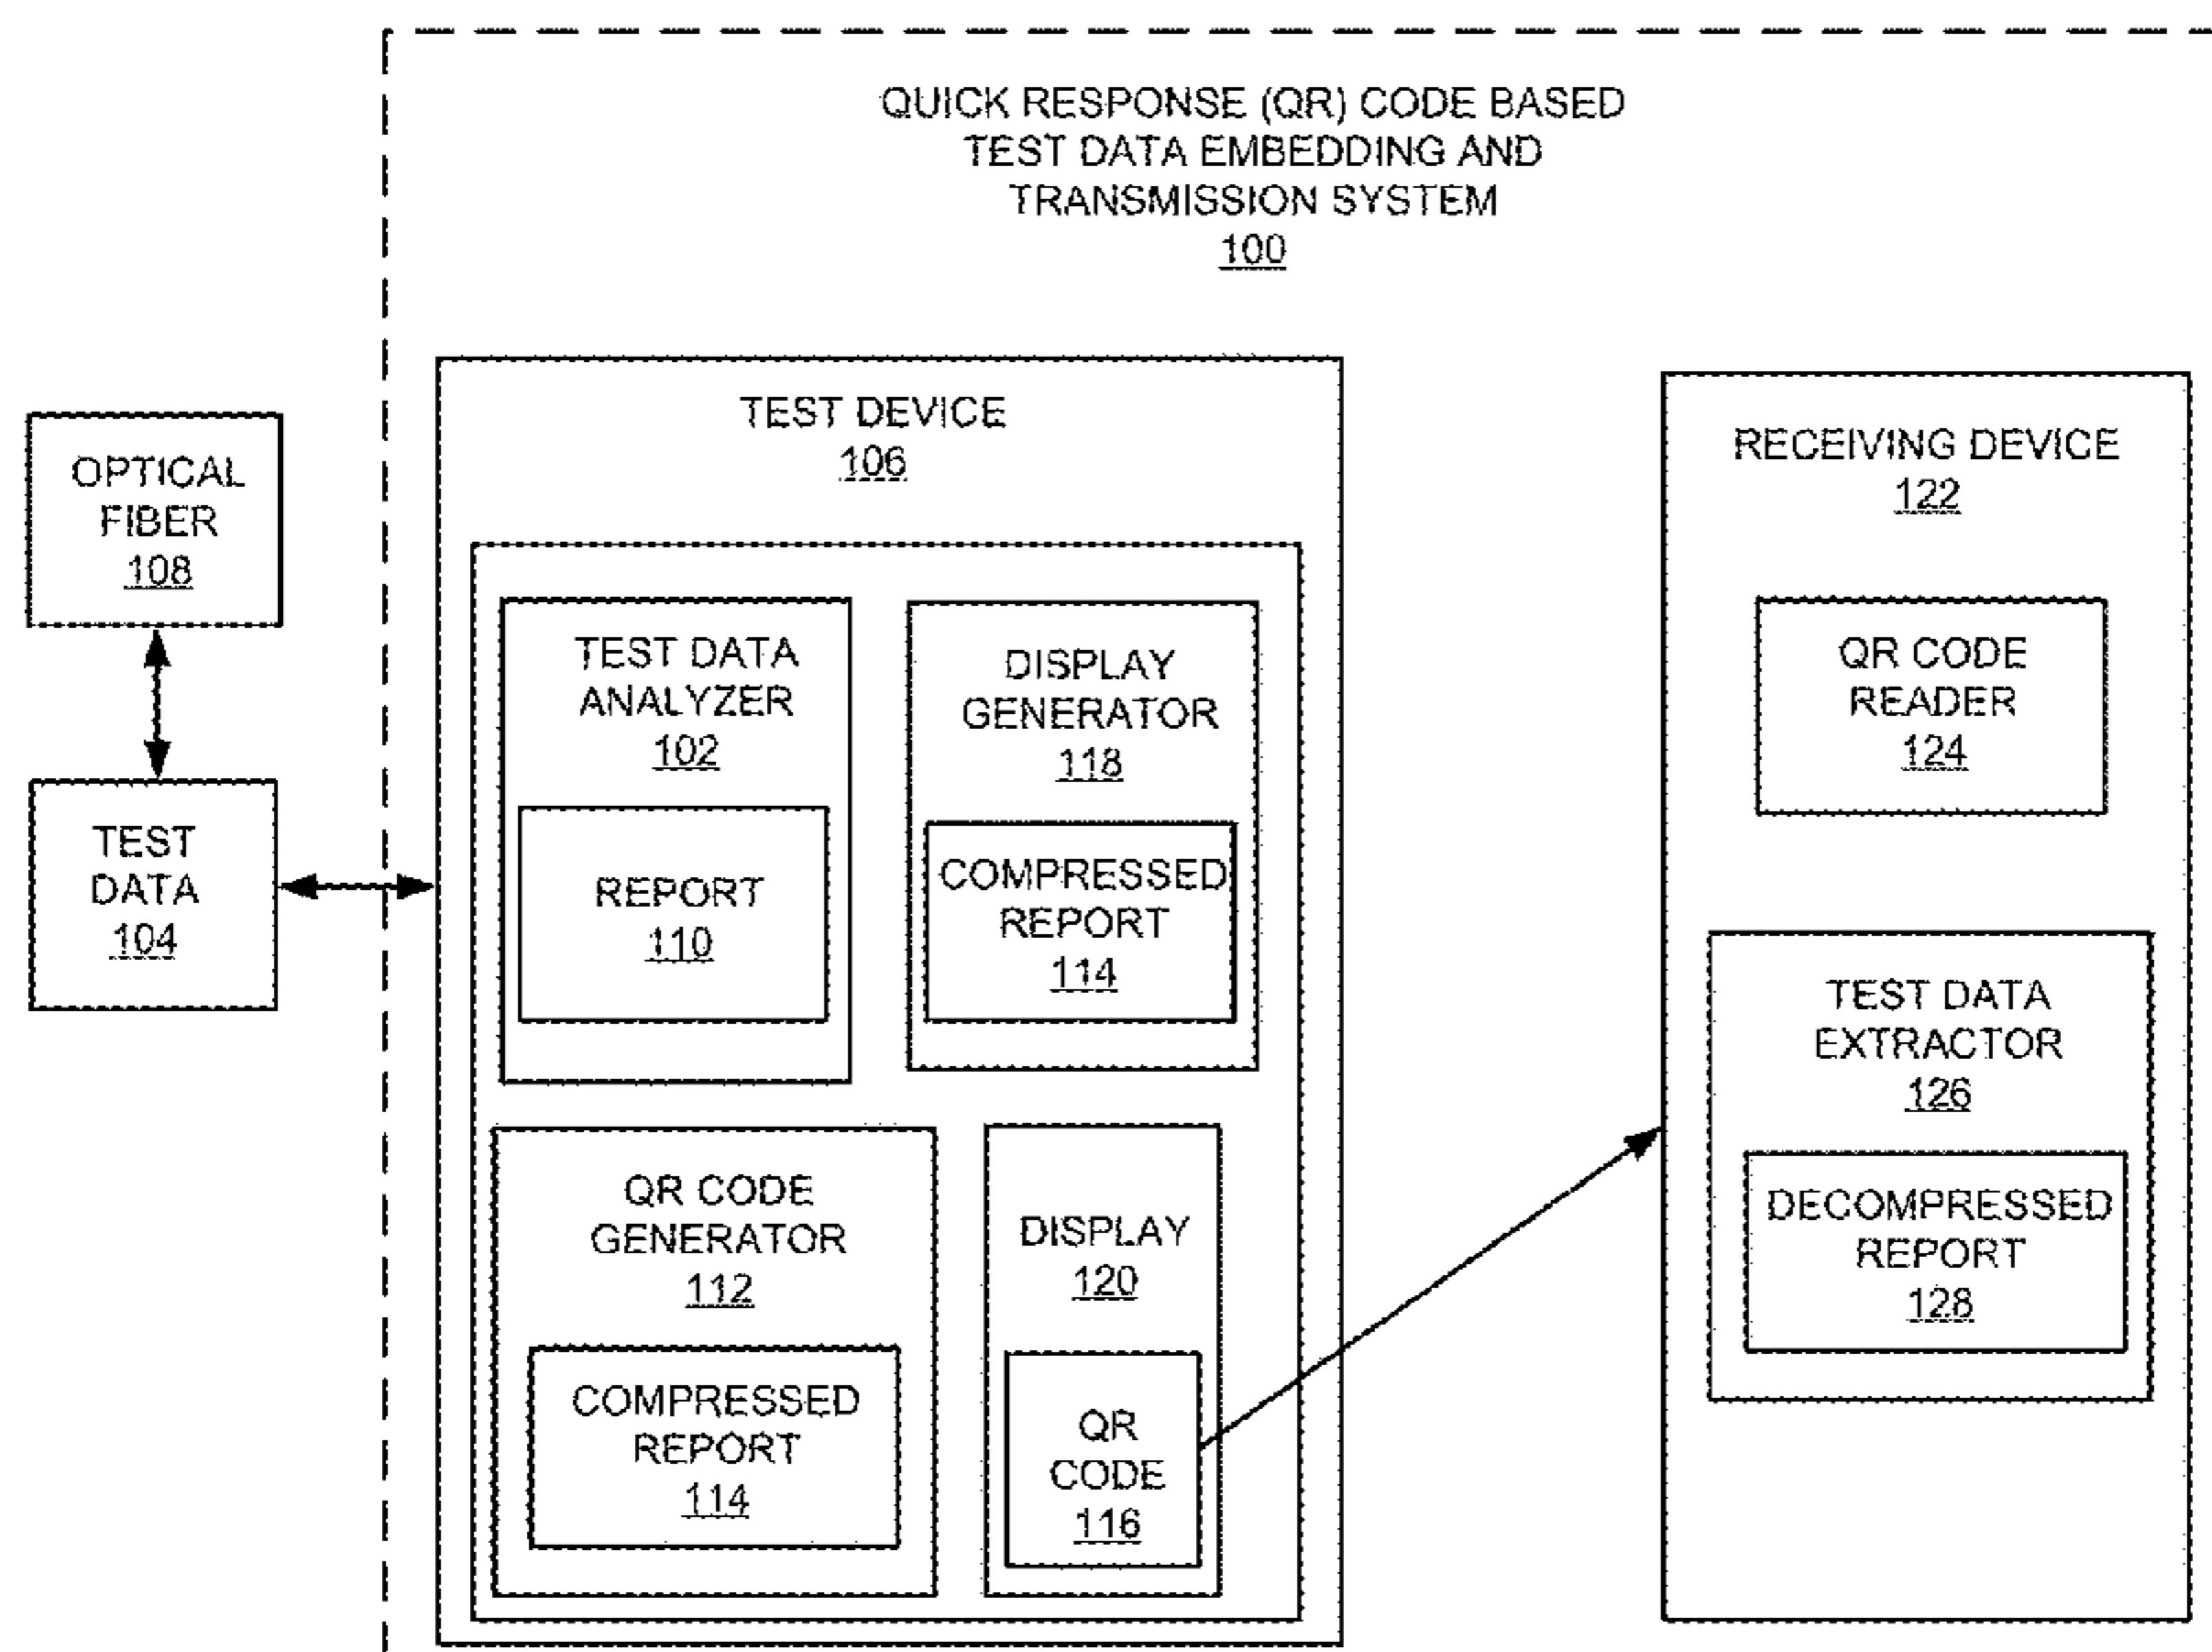 QUICK RESPONSE (QR) CODE BASED
TEST DATA EMBEDDING AND
TRANSMISSION SYSTEM
100
OPTICAL
FIBER
108
TEST
DATA
104
TEST DEVICE
106
TEST DATA
ANALYZER
102
REPORT
110
DISPLAY
GENERATOR
118
COMPRESSED
REPORT
114
QR CODE
GENERATOR
112
COMPRESSED
REPORT
114
DISPLAY
120
QR
CODE
116
RECEIVING DEVICE
122
QR CODE
READER
124
TEST DATA
EXTRACTOR
126
DECOMPRESSED
REPORT
128